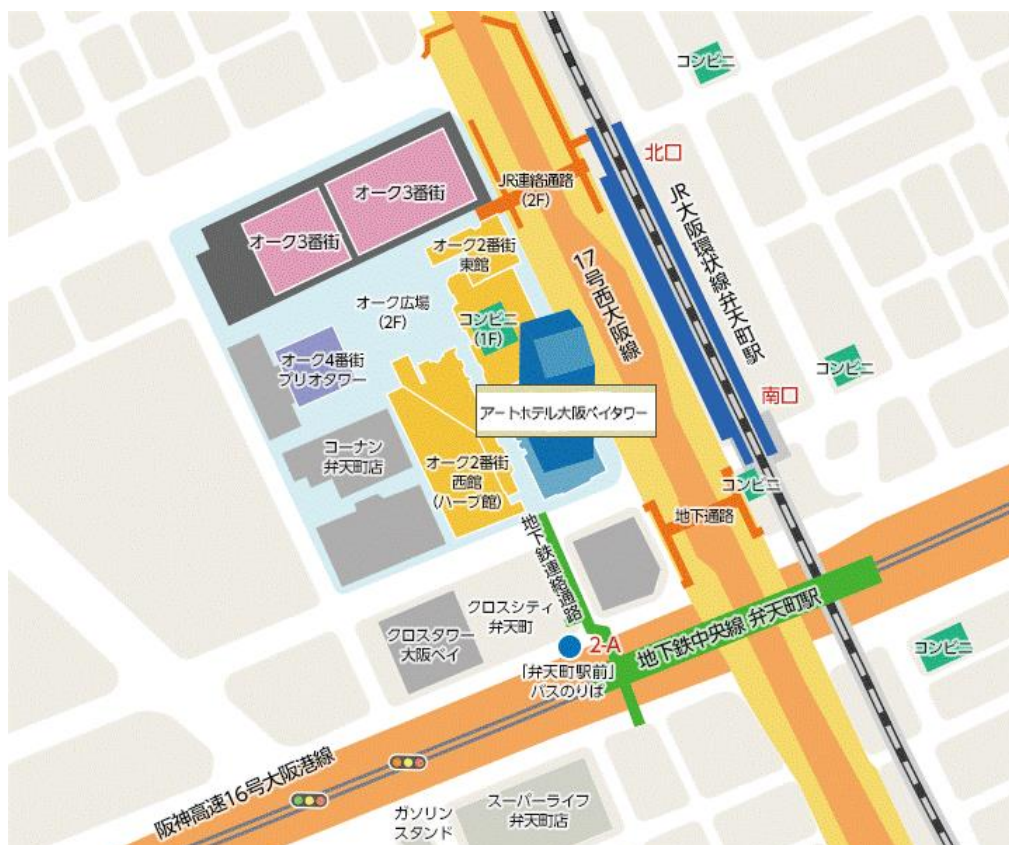 コンビニ
北口
オーク3番街
JR連絡通路
(2F)
オーク3番街
JR大阪環状線弁天町駅
オーク2番街
東館
17号西大阪線
オーク広場
(2F)
コンビニ
(1F)
オーク4番街
プリオタワー
コンビニ
南口
アートホテル大阪ベイタワー
コーナン
弁天町店
オーク2番街
西館
(ハーブ館)
コンビニ
地下通路
地下鉄連絡通路
クロスシティ
弁天町
クロスタワー
大阪ベイ
2-A
地下鉄中央線 弁天町駅
コンビニ
「弁天町駅前」
バスのりば
阪神高速16号大阪港線
スーパーライフ
弁天町店
ガソリン
スタンド